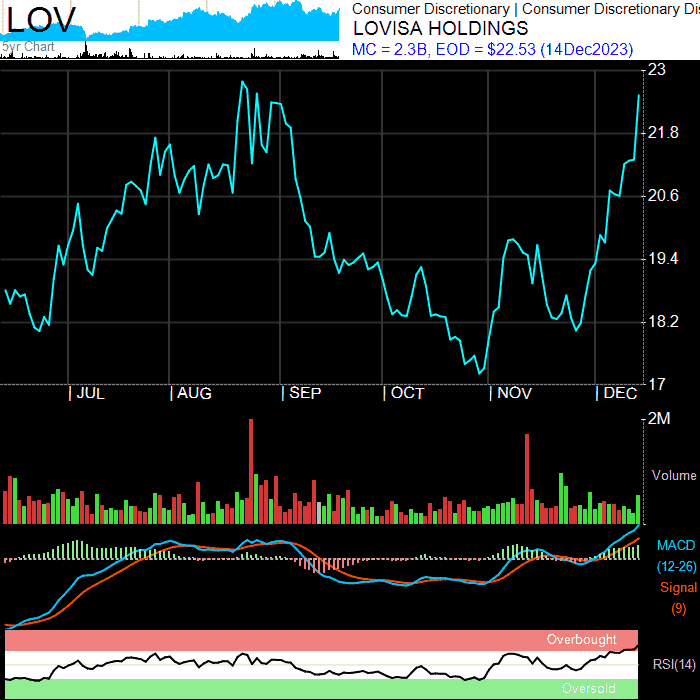 LOV
5yr Chart
Consumer Discretionary | Consumer Discretionary Dis
LOVISA HOLDINGS
MC = 2.3B, EOD = $22.53 (14Dec2023)
23
21.8
20.6
19.4
18.2
17
| JUL | AUG | SEP | OCT | NOV | DEC
2M
Volume
MACD
(12-26)
Signal
(9)
Overbought
RSI(14)
Oversold